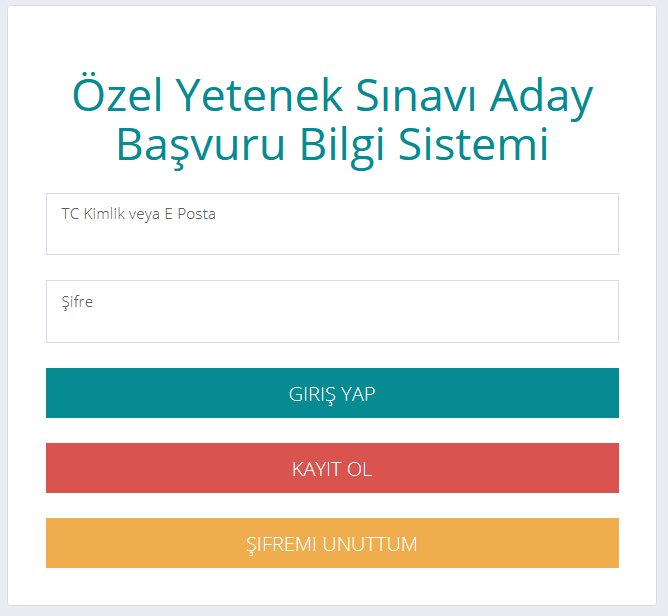 Özel Yetenek Sınavı Aday
Başvuru Bilgi Sistemi
TC Kimlik veya E Posta
Şifre
GIRIŞ YAP
KAYIT OL
ŞIFREMI UNUTTUM